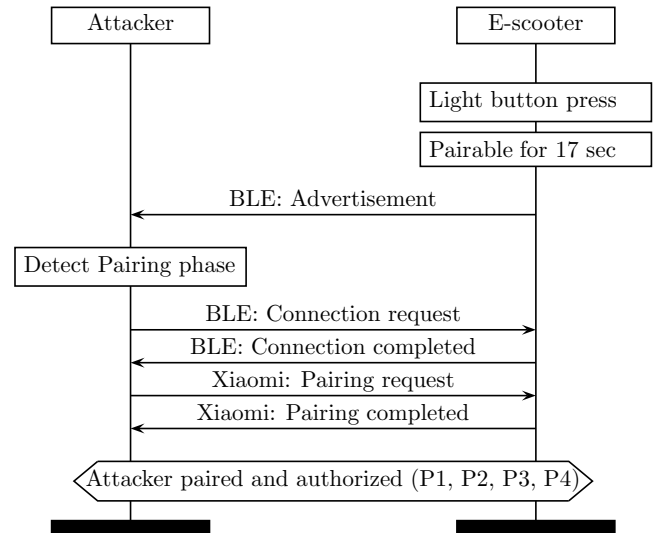 Attacker
E-scooter
Light button press
Pairable for 17 sec
BLE: Advertisement
Detect Pairing phase
BLE: Connection request
BLE: Connection completed
Xiaomi: Pairing request
Xiaomi: Pairing completed
Attacker paired and authorized (P1, P2, P3, P4)